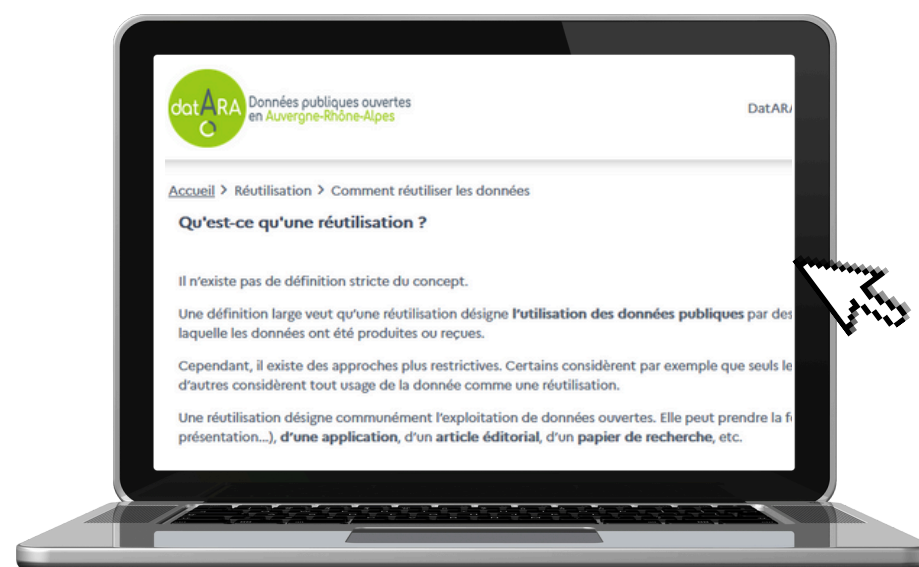 datARA
Données publiques ouvertes
en Auvergne-Rhône-Alpes
DatARA
Accueil > Réutilisation > Comment réutiliser les données
Qu'est-ce qu'une réutilisation ?
Il n'existe pas de définition stricte du concept.
Une définition large veut qu'une réutilisation désigne l'utilisation des données publiques par des
laquelle les données ont été produites ou reçues.
Cependant, il existe des approches plus restrictives. Certains considèrent par exemple que seuls le
d'autres considèrent tout usage de la donnée comme une réutilisation.
Une réutilisation désigne communément l'exploitation de données ouvertes. Elle peut prendre la
présentation...), d'une application, d'un article éditorial, d'un papier de recherche, etc.